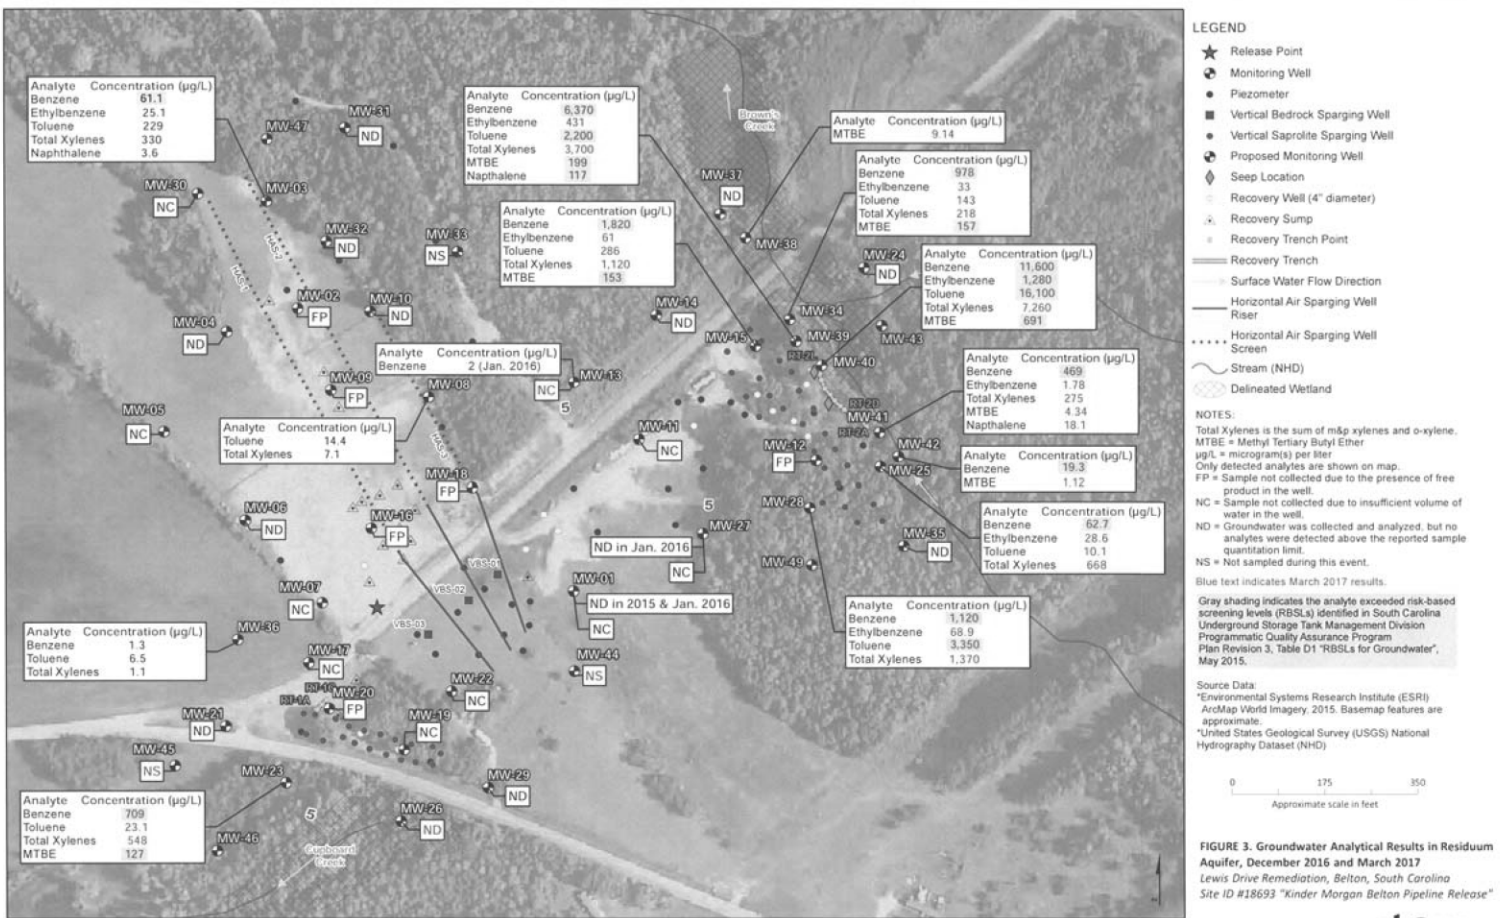 Analyte Concentration (µg/L)
Benzene 61.1
Ethylbenzene 25.1
Toluene 229
Total Xylenes 330
Naphthalene 3.6
MW-47
MW-31
ND
MW-30
NC
MW-03
MW-32
ND
MW-33
NS
HAS-2
HAS-1
MW-02
FP
MW-10
ND
MW-04
ND
Analyte Concentration (µg/L)
Benzene 6,370
Ethylbenzene 431
Toluene 2,200
Total Xylenes 3,700
MTBE 199
Napthalene 117
Analyte Concentration (µg/L)
Benzene 1,820
Ethylbenzene 61
Toluene 286
Total Xylenes 1,120
MTBE 153
Brown's
Creek
Analyte Concentration (µg/L)
MTBE 9.14
Analyte Concentration (µg/L)
Benzene 978
Ethylbenzene 33
Toluene 143
Total Xylenes 218
MTBE 157
MW-37
ND
MW-38
MW-24
ND
Analyte Concentration (µg/L)
Benzene 11,600
Ethylbenzene 1,280
Toluene 16,100
Total Xylenes 7,260
MTBE 691
MW-14
ND
MW-34
MW-15
MW-39
MW-43
RT-2L
MW-40
Analyte Concentration (µg/L)
Benzene 2 (Jan. 2016)
MW-13
NC
5
MW-09
FP
MW-08
MW-05
NC
Analyte Concentration (µg/L)
Toluene 14.4
Total Xylenes 7.1
HAS-3
MW-11
NC
Analyte Concentration (µg/L)
Benzene 469
Ethylbenzene 1.78
Total Xylenes 275
MTBE 4.34
Napthalene 18.1
RT-2D
MW-41
RT-2A
MW-12
FP
MW-42
MW-25
Analyte Concentration (µg/L)
Benzene 19.3
MTBE 1.12
MW-18
FP
MW-06
ND
MW-16
FP
MW-28
5
MW-27
ND in Jan. 2016
NC
MW-35
ND
Analyte Concentration (µg/L)
Benzene 62.7
Ethylbenzene 28.6
Toluene 10.1
Total Xylenes 668
VBS-01
VBS-02
VBS-03
MW-49
MW-01
ND in 2015 & Jan. 2016
NC
MW-07
NC
Analyte Concentration (µg/L)
Benzene 1,120
Ethylbenzene 68.9
Toluene 3,350
Total Xylenes 1,370
MW-36
Analyte Concentration (µg/L)
Benzene 1.3
Toluene 6.5
Total Xylenes 1.1
MW-17
NC
MW-44
NS
RT-1A
MW-20
FP
MW-22
NC
MW-21
ND
MW-19
NC
MW-45
NS
MW-23
MW-29
ND
Analyte Concentration (µg/L)
Benzene 709
Toluene 23.1
Total Xylenes 548
MTBE 127
MW-46
5
MW-26
ND
Cupboard
Creek
LEGEND
Release Point
Monitoring Well
Piezometer
Vertical Bedrock Sparging Well
Vertical Saprolite Sparging Well
Proposed Monitoring Well
Seep Location
Recovery Well (4" diameter)
Recovery Sump
Recovery Trench Point
Recovery Trench
Surface Water Flow Direction
Horizontal Air Sparging Well
Riser
Horizontal Air Sparging Well
Screen
Stream (NHD)
Delineated Wetland
NOTES:
Total Xylenes is the sum of m&p xylenes and o-xylene.
MTBE = Methyl Tertiary Butyl Ether
µg/L = microgram(s) per liter
Only detected analytes are shown on map.
FP = Sample not collected due to the presence of free
product in the well.
NC = Sample not collected due to insufficient volume of
water in the well.
ND = Groundwater was collected and analyzed, but no
analytes were detected above the reported sample
quantitation limit.
NS = Not sampled during this event.
Blue text indicates March 2017 results.
Gray shading indicates the analyte exceeded risk-based
screening levels (RBSLs) identified in South Carolina
Underground Storage Tank Management Division
Programmatic Quality Assurance Program
Plan Revision 3, Table D1 "RBSLs for Groundwater",
May 2015.
Source Data:
*Environmental Systems Research Institute (ESRI)
ArcMap World Imagery, 2015. Basemap features are
approximate.
*United States Geological Survey (USGS) National
Hydrography Dataset (NHD)
0 175 350
Approximate scale in feet
FIGURE 3. Groundwater Analytical Results in Residuum
Aquifer, December 2016 and March 2017
Lewis Drive Remediation, Belton, South Carolina
Site ID #18693 "Kinder Morgan Belton Pipeline Release"